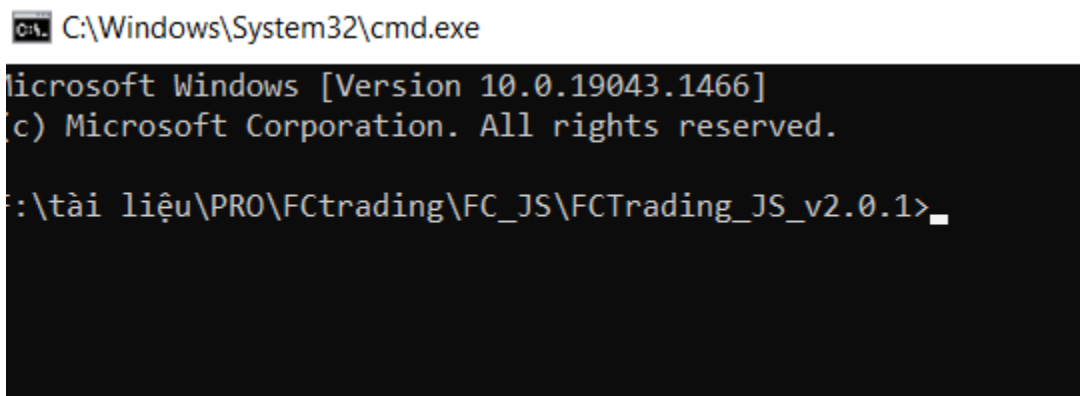 C:\Windows\System32\cmd.exe
Microsoft Windows [Version 10.0.19043.1466]
(c) Microsoft Corporation. All rights reserved.
F:\tài liệu\PRO\FCtrading\FC_JS\FCTrading_JS_v2.0.1>